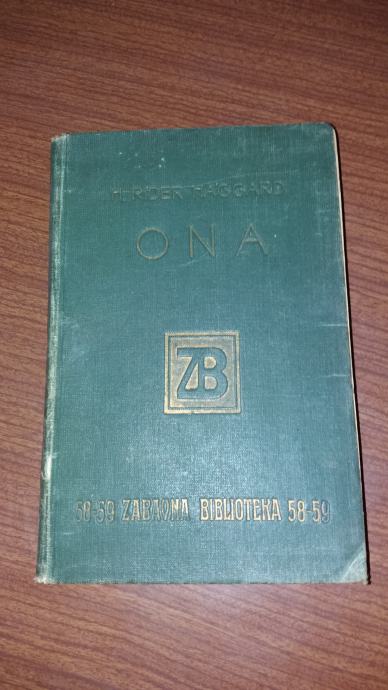 H. RIDER HAGGARD
ONA
ZB
58-59 ZABAVNA BIBLIOTEKA 58-59